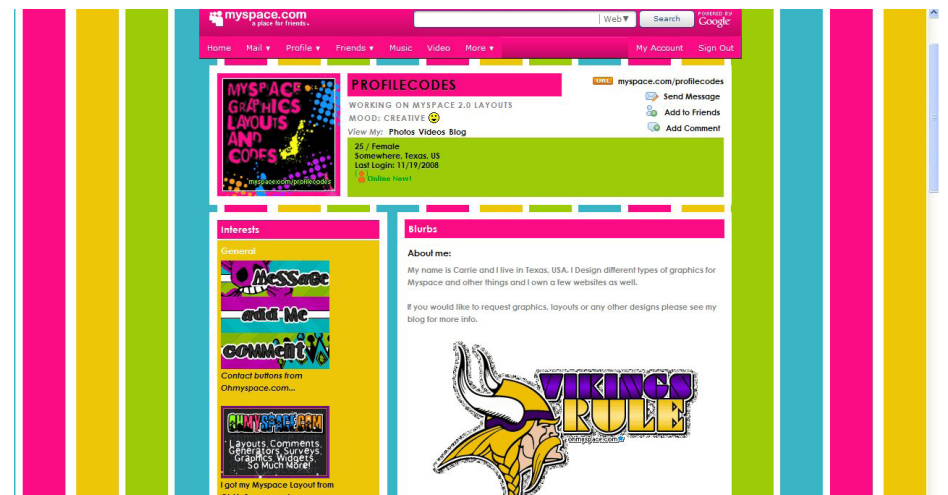 myspace.com
a place for friends.
Web▼ Search POWERED BY Google
Home Mail ▼ Profile ▼ Friends ▼ Music Video More ▼ My Account Sign Out
MYSPACE
GRAPHICS
LAYOUTS
AND
CODES
myspace.com/profilecodes
PROFILECODES
WORKING ON MYSPACE 2.0 LAYOUTS
MOOD: CREATIVE
View My: Photos Videos Blog
25 / Female
Somewhere, Texas, US
Last Login: 11/19/2008
Online Now!
URL myspace.com/profilecodes
Send Message
Add to Friends
Add Comment
Interests
General
MeSSaGe
add Me
COMMeNt
Contact buttons from
Ohmyspace.com...
OHMYSPACE.COM
Layouts, Comments,
Generators, Surveys,
Graphics, Widgets,
So Much More!
I got my Myspace Layout from
Blurbs
About me:
My name is Carrie and I live in Texas, USA. I Design different types of graphics for
Myspace and other things and I own a few websites as well.
If you would like to request graphics, layouts or any other designs please see my
blog for more info.
VIKINGS
RULE
ohmyspace.com